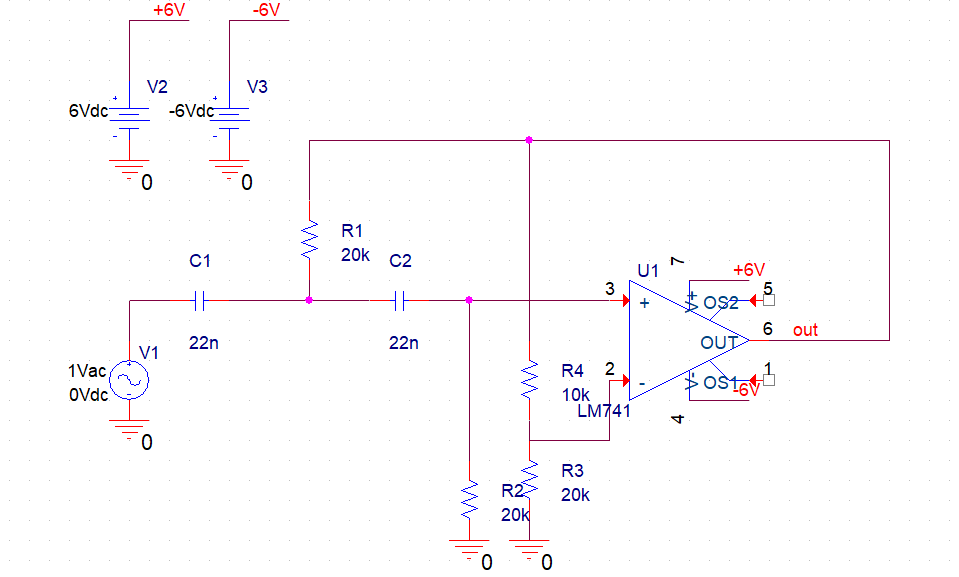 +6V
-6V
V2
V3
+
+
6Vdc
-6Vdc
-
-
0
0
R1
20k
C1
C2
22n
22n
U1
7
+6V
3
+
V+
OS2
5
OUT
6
out
V1
1Vac
0Vdc
+
-
0
R4
10k
2
-
V-
OS1
1
-6V
LM741
4
R3
20k
R2
20k
0
0